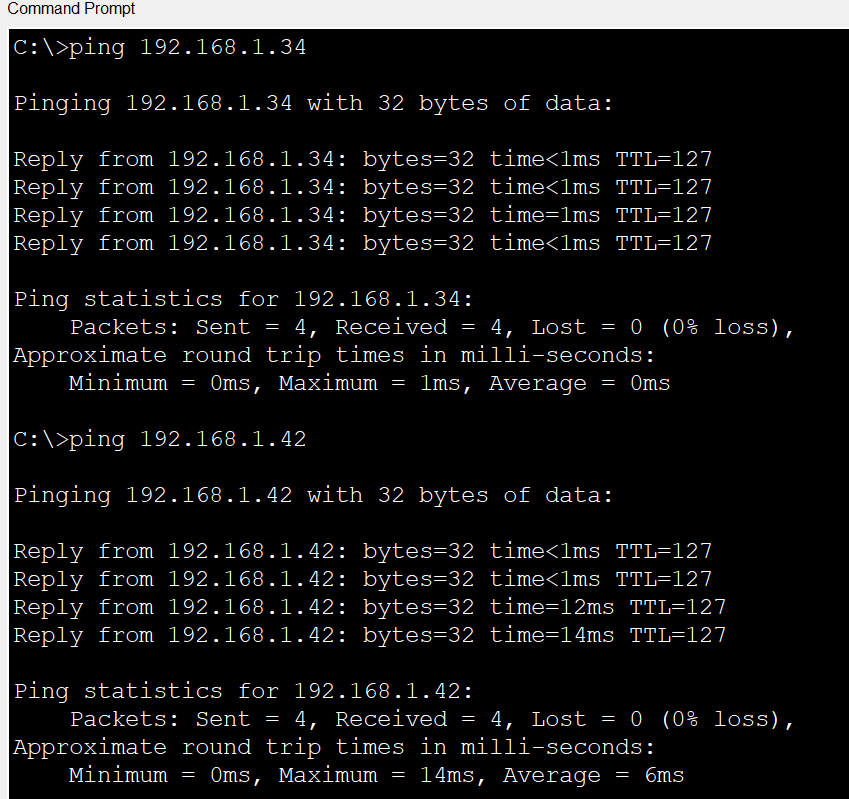 Command Prompt
C:\>ping 192.168.1.34
Pinging 192.168.1.34 with 32 bytes of data:
Reply from 192.168.1.34: bytes=32 time<1ms TTL=127
Reply from 192.168.1.34: bytes=32 time<1ms TTL=127
Reply from 192.168.1.34: bytes=32 time=1ms TTL=127
Reply from 192.168.1.34: bytes=32 time<1ms TTL=127
Ping statistics for 192.168.1.34:
    Packets: Sent = 4, Received = 4, Lost = 0 (0% loss),
Approximate round trip times in milli-seconds:
    Minimum = 0ms, Maximum = 1ms, Average = 0ms
C:\>ping 192.168.1.42
Pinging 192.168.1.42 with 32 bytes of data:
Reply from 192.168.1.42: bytes=32 time<1ms TTL=127
Reply from 192.168.1.42: bytes=32 time<1ms TTL=127
Reply from 192.168.1.42: bytes=32 time=12ms TTL=127
Reply from 192.168.1.42: bytes=32 time=14ms TTL=127
Ping statistics for 192.168.1.42:
    Packets: Sent = 4, Received = 4, Lost = 0 (0% loss),
Approximate round trip times in milli-seconds:
    Minimum = 0ms, Maximum = 14ms, Average = 6ms